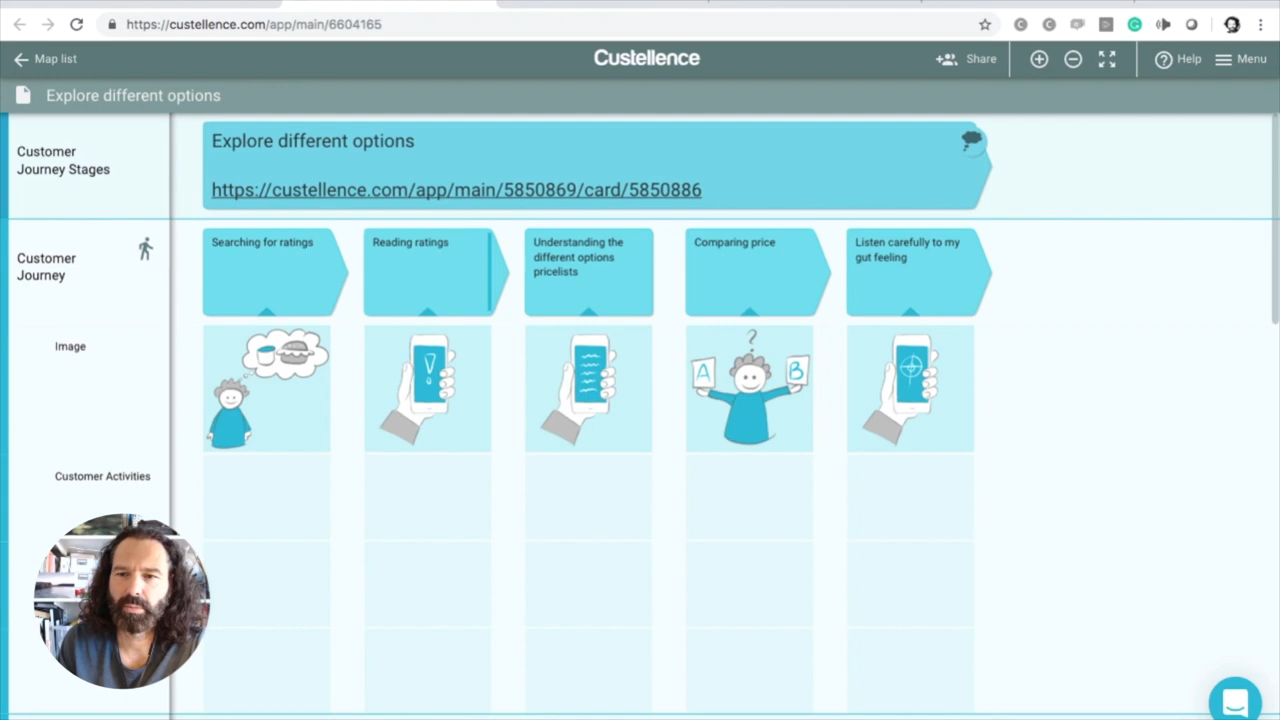 https://custellence.com/app/main/6604165
Map list
Custellence
Share
Help
Menu
Explore different options
Customer
Journey Stages
Explore different options
https://custellence.com/app/main/5850869/card/5850886
Customer
Journey
Searching for ratings
Reading ratings
Understanding the
different options
pricelists
Comparing price
Listen carefully to my
gut feeling
Image
?
A
B
!
Customer Activities